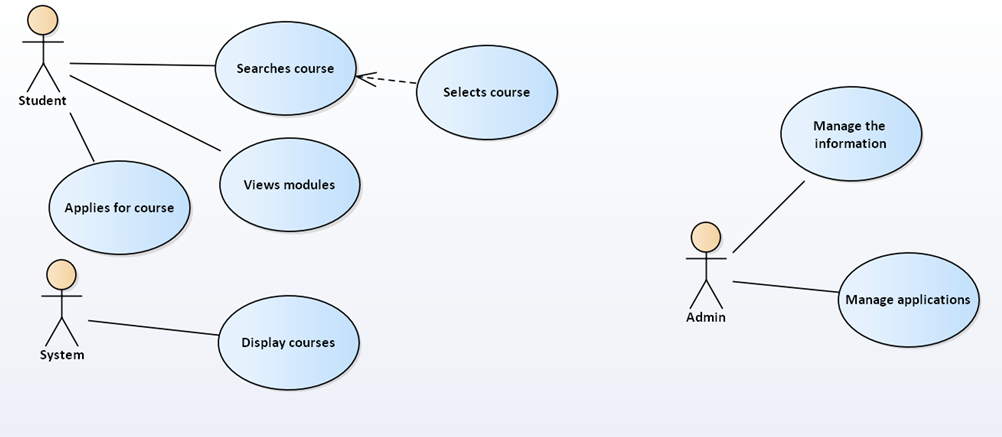 Student
Searches course
Selects course
Views modules
Applies for course
System
Display courses
Manage the
information
Admin
Manage applications